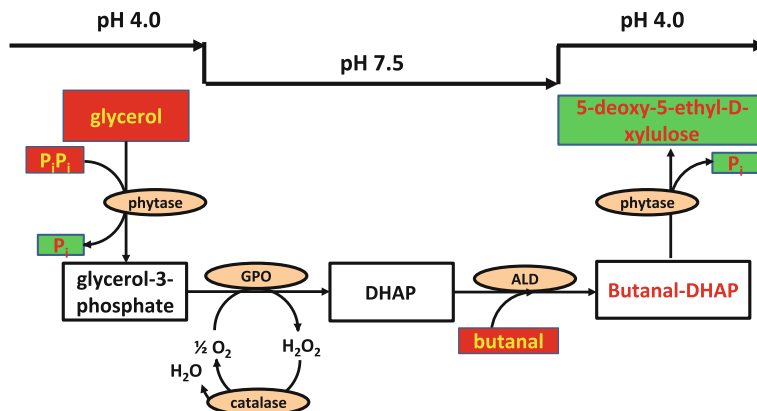 pH 4.0
pH 7.5
pH 4.0
glycerol
PiPi
phytase
Pi
glycerol-3-
phosphate
GPO
½ O2
H2O2
H2O
catalase
DHAP
ALD
butanal
Butanal-DHAP
phytase
Pi
5-deoxy-5-ethyl-D-
xylulose